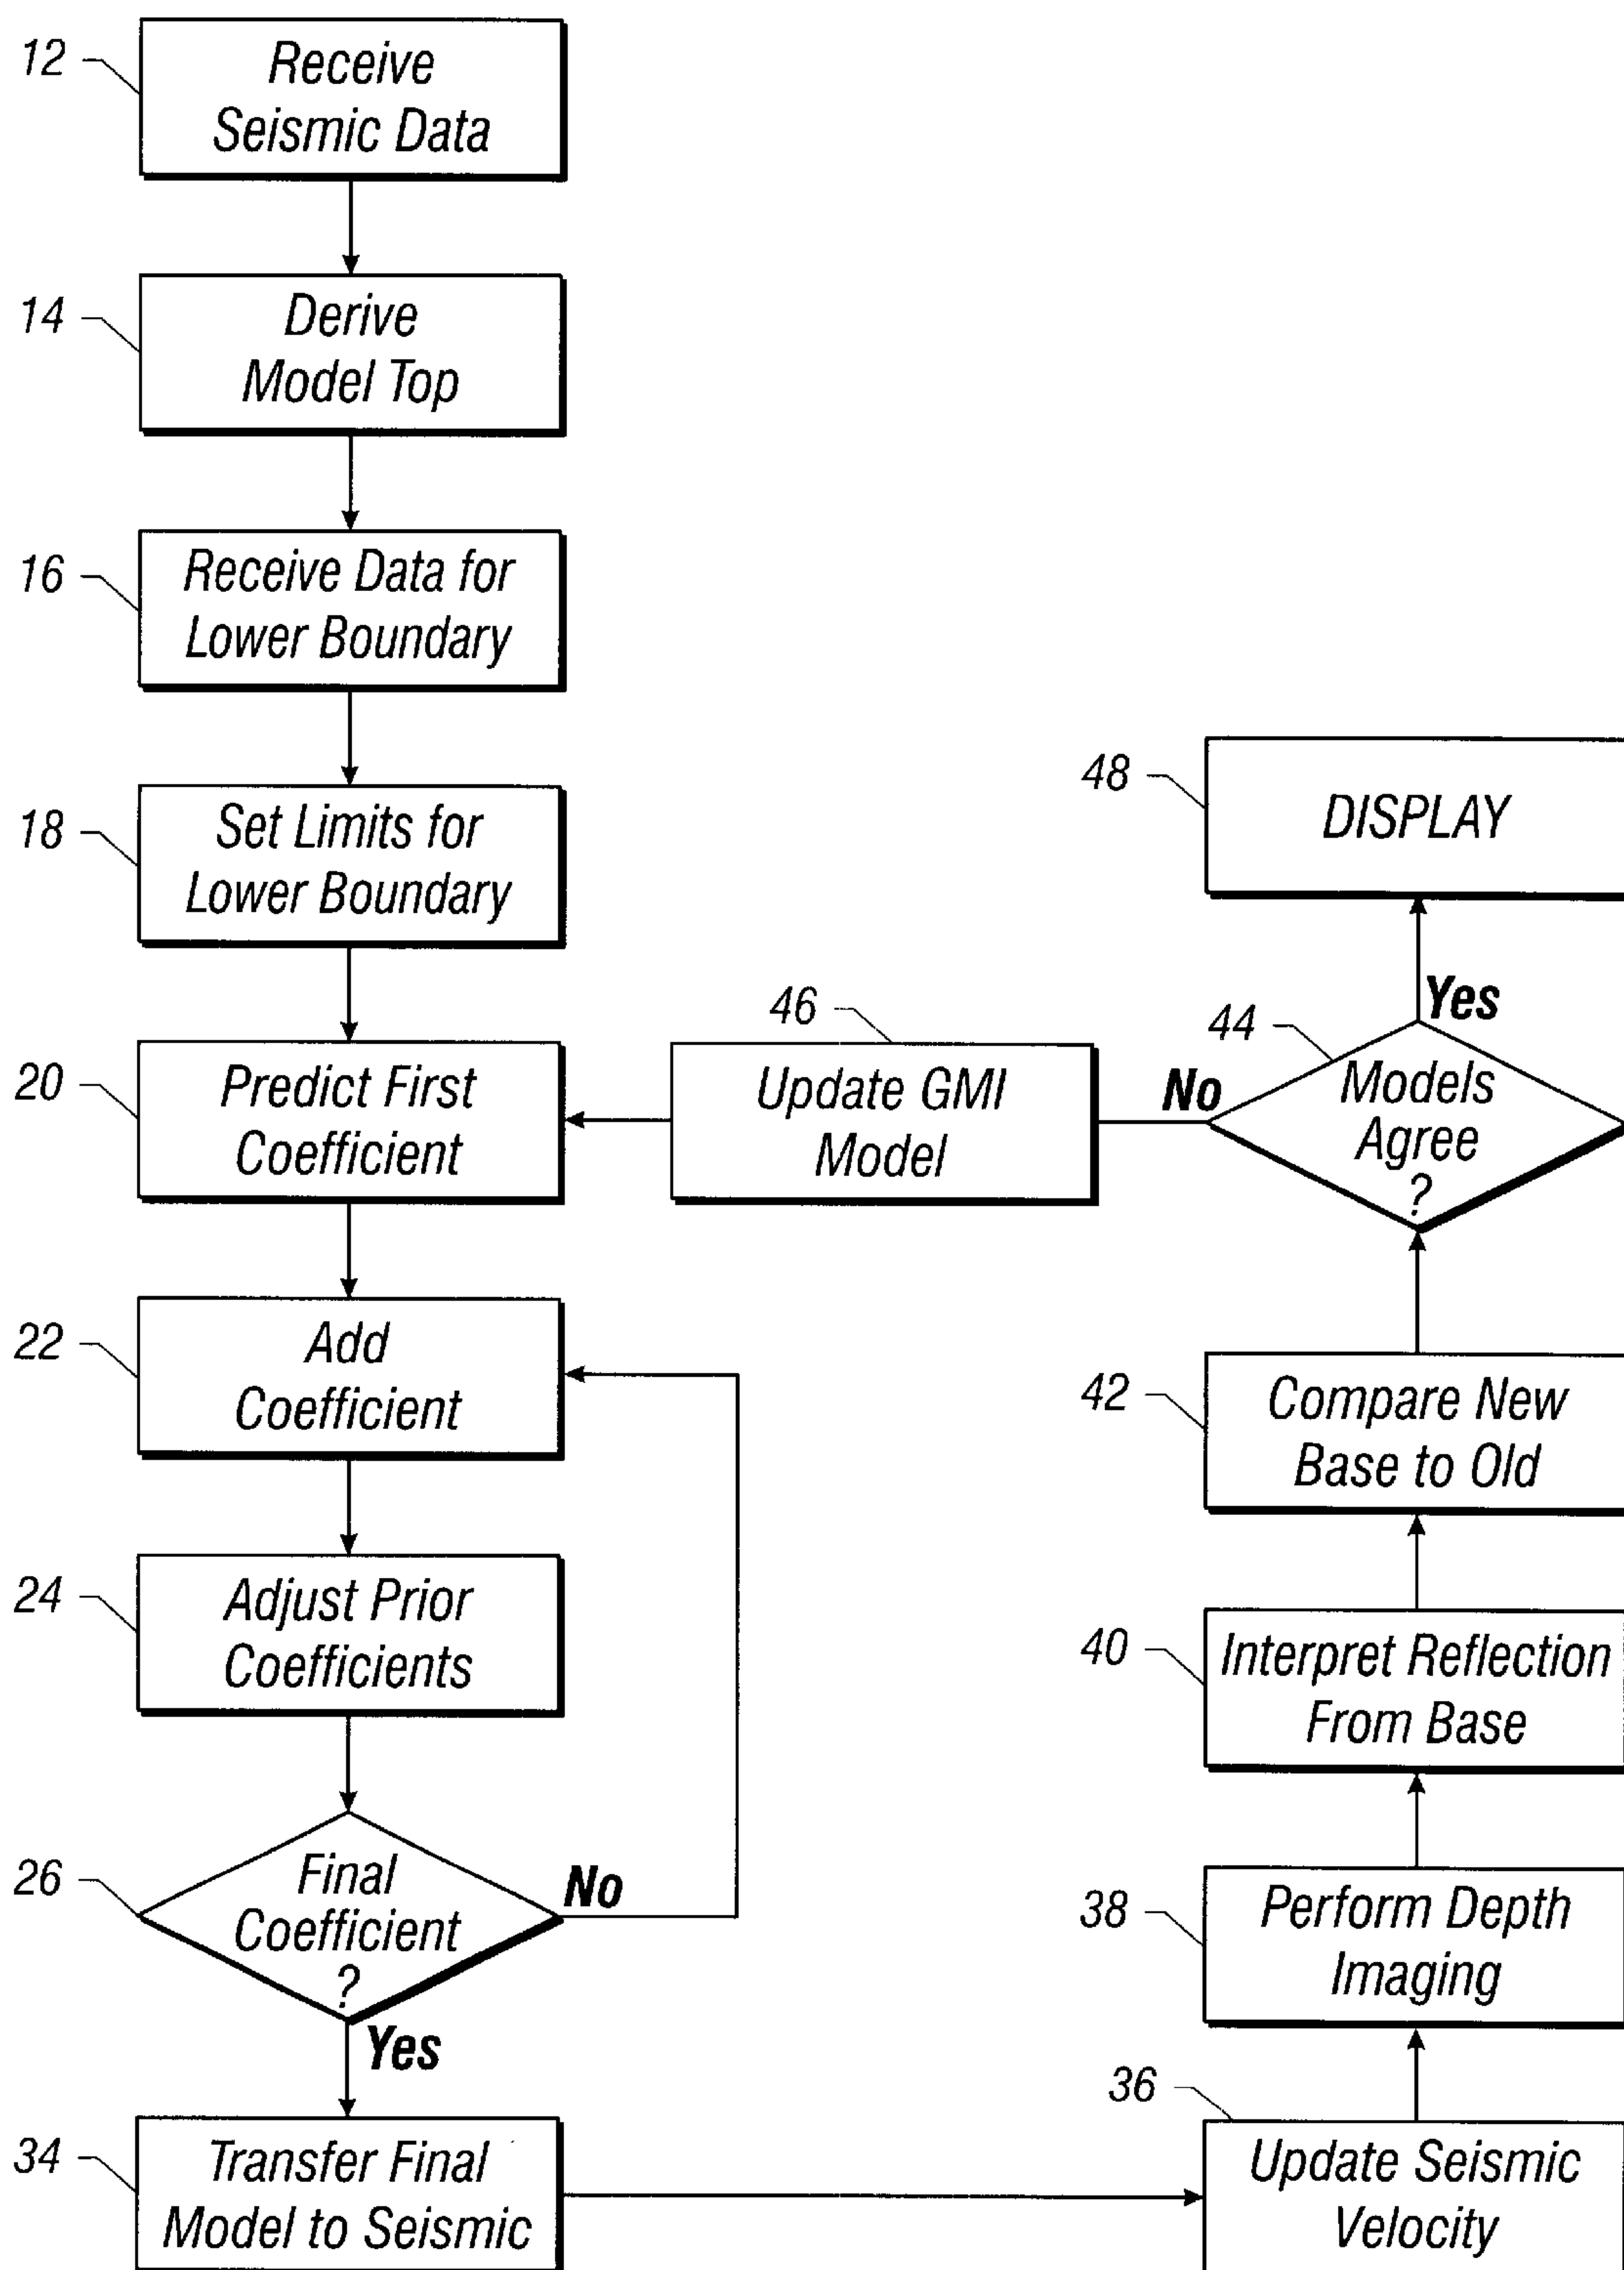 12
Receive
Seismic Data
14
Derive
Model Top
16
Receive Data for
Lower Boundary
18
Set Limits for
Lower Boundary
20
Predict First
Coefficient
22
Add
Coefficient
24
Adjust Prior
Coefficients
26
Final
Coefficient
?
No
Yes
34
Transfer Final
Model to Seismic
36
Update Seismic
Velocity
38
Perform Depth
Imaging
40
Interpret Reflection
From Base
42
Compare New
Base to Old
44
Models
Agree
?
No
Yes
46
Update GMI
Model
48
DISPLAY